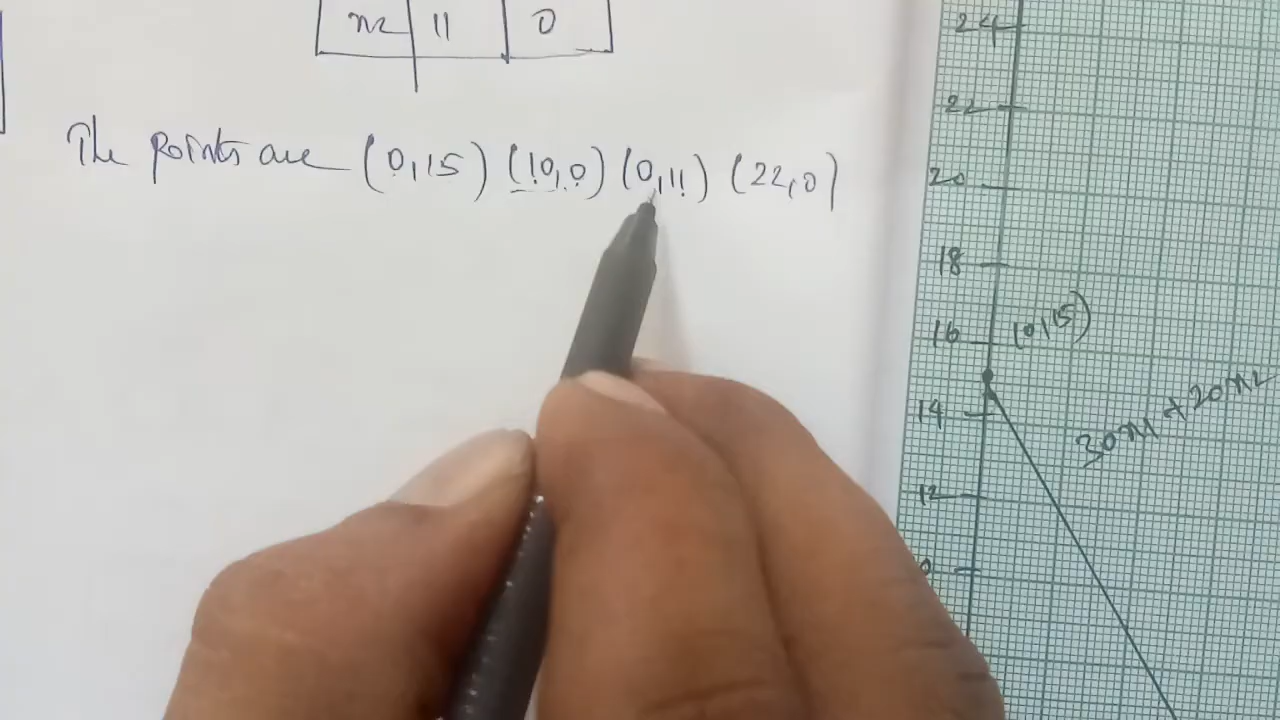 x2 11 0
The points are (0,15) (10,0) (0,11) (22,0)
24
22
20
18
16 (0,15)
14 30x1 + 20x2
12